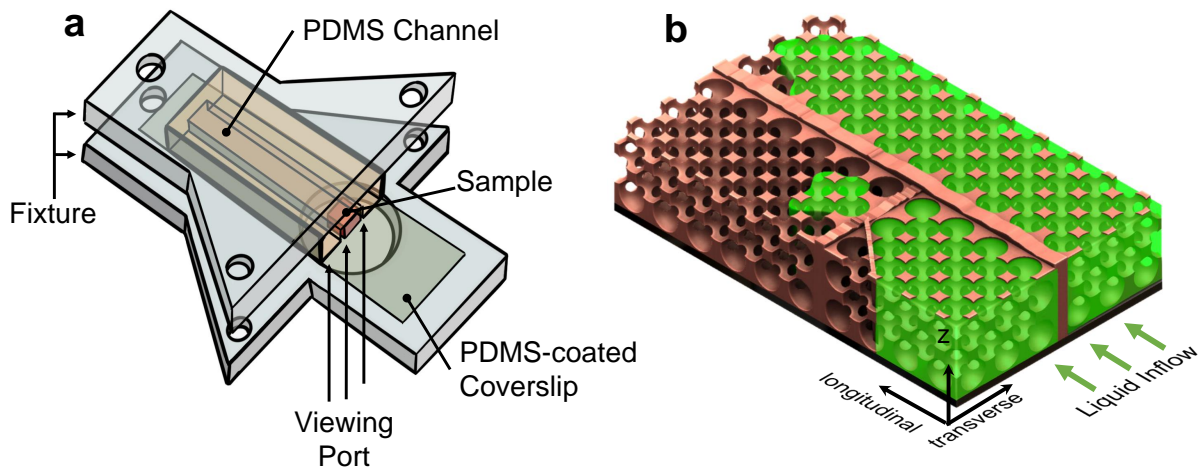 a
PDMS Channel
Sample
Fixture
PDMS-coated
Coverslip
Viewing
Port
b
z
longitudinal
transverse
Liquid Inflow